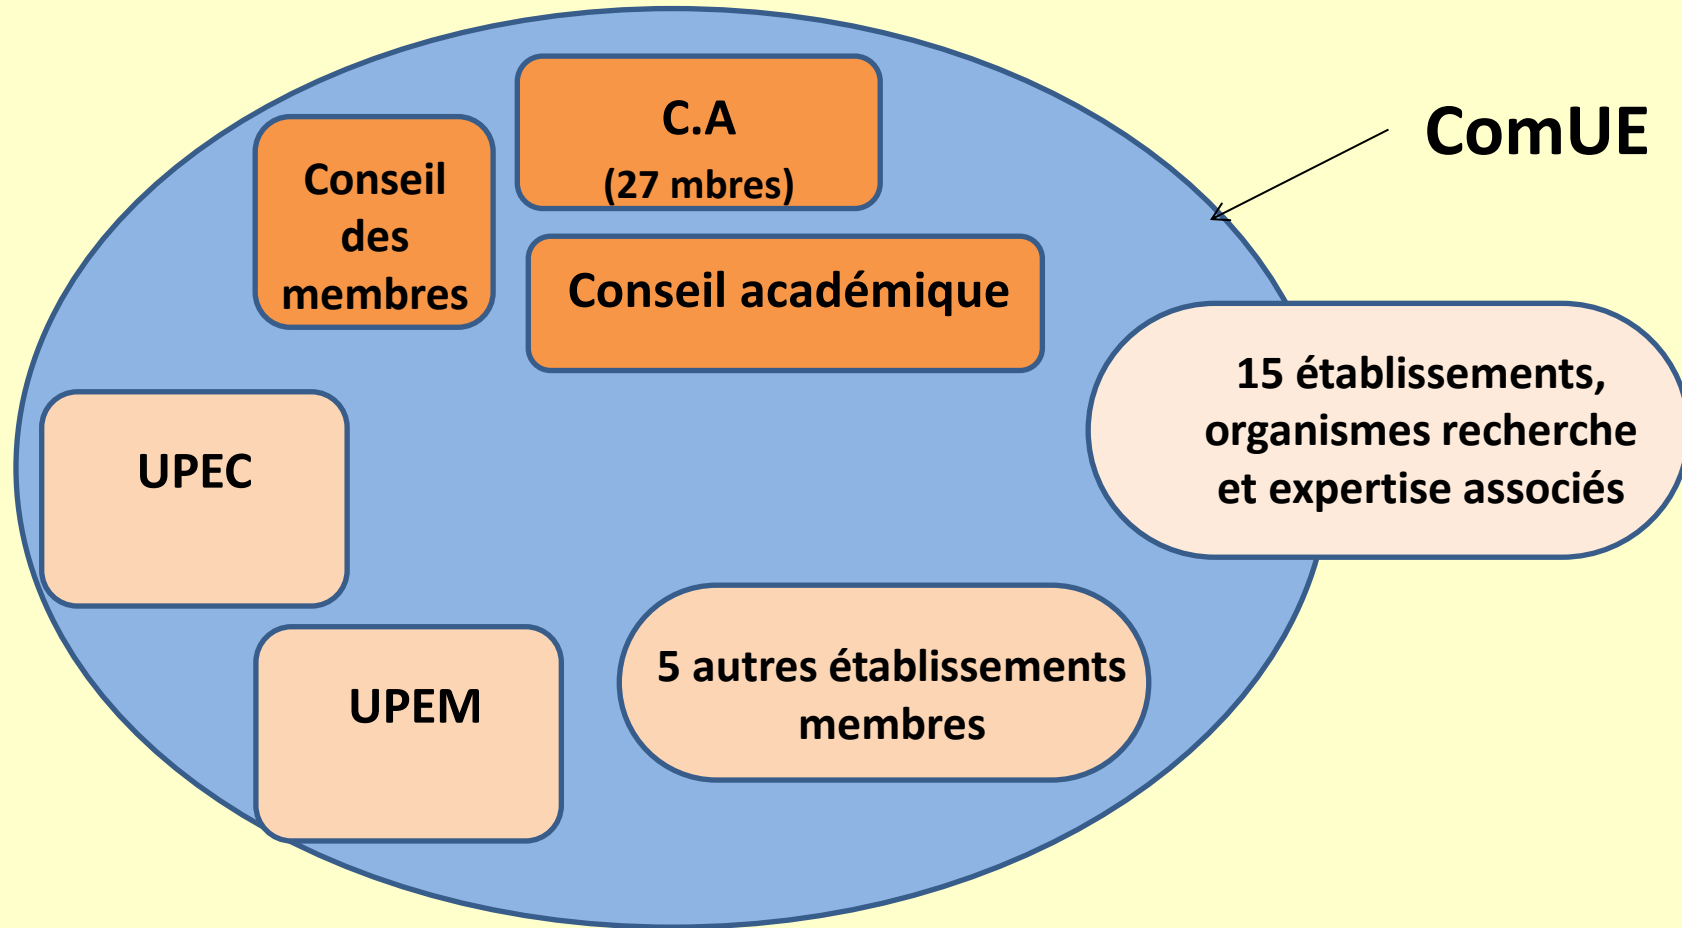 C.A
(27 mbres)
ComUE
Conseil
des
membres
Conseil académique
15 établissements,
organismes recherche
et expertise associés
UPEC
5 autres établissements
membres
UPEM